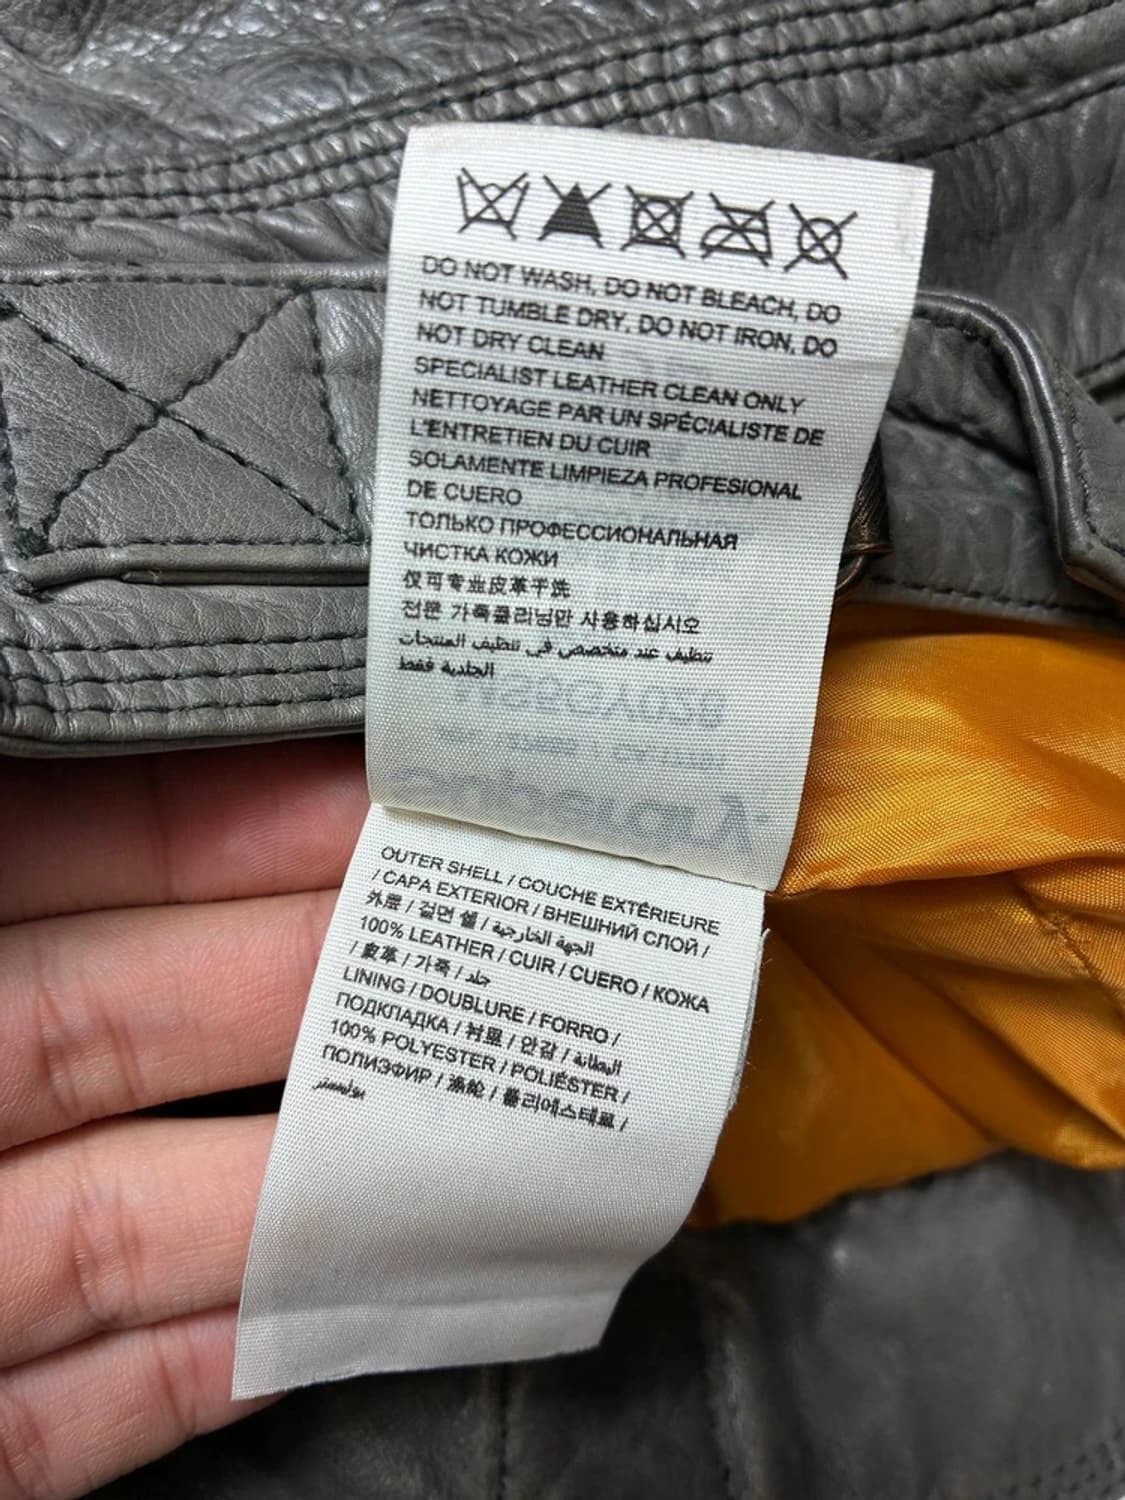 DO NOT WASH, DO NOT BLEACH, DO
NOT TUMBLE DRY, DO NOT IRON, DO
NOT DRY CLEAN
SPECIALIST LEATHER CLEAN ONLY
NETTOYAGE PAR UN SPÉCIALISTE DE
L'ENTRETIEN DU CUIR
SOLAMENTE LIMPIEZA PROFESIONAL
DE CUERO
ТОЛЬКО ПРОФЕССИОНАЛЬНАЯ
ЧИСТКА КОЖИ
仅可专业皮革干洗
전문 가죽클리닝만 사용하십시오
تنظيف عند متخصص في تنظيف المنتجات
الجلدية فقط
OUTER SHELL / COUCHE EXTÉRIEURE
/ CAPA EXTERIOR / ВНЕШНИЙ СЛОЙ /
外层 / 겉면 쉘 / الجهة الخارجية
100% LEATHER / CUIR / CUERO / КОЖА
/ 皮革 / 가죽 / جلد
LINING / DOUBLURE / FORRO /
ПОДКЛАДКА / 衬里 / 안감 / البطانة
100% POLYESTER / POLIÉSTER /
ПОЛИЭФИР / 涤纶 / 폴리에스테르 /
بوليستر